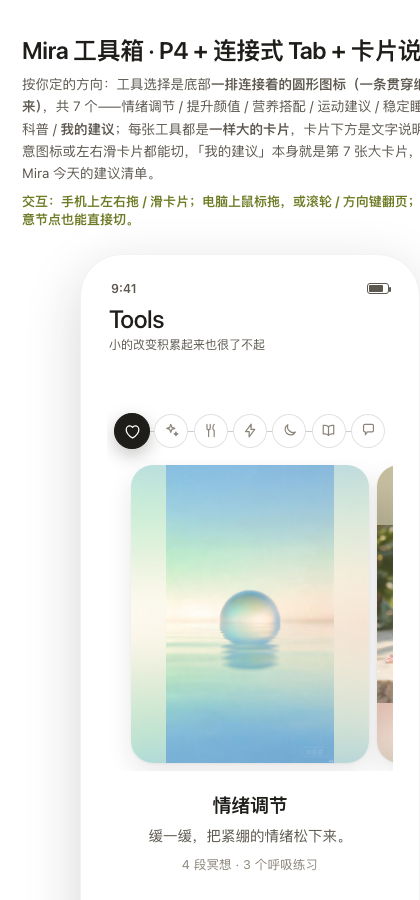 Mira 工具箱 · P4 + 连接式 Tab + 卡片说
按你定的方向：工具选择是底部一排连接着的圆形图标（一条贯穿
来），共 7 个——情绪调节 / 提升颜值 / 营养搭配 / 运动建议 / 稳定睡
科普 / 我的建议；每张工具都是一样大的卡片，卡片下方是文字说明
意图标或左右滑卡片都能切，「我的建议」本身就是第 7 张大卡片，
Mira 今天的建议清单。
交互：手机上左右拖 / 滑卡片；电脑上鼠标拖，或滚轮 / 方向键翻页；
意节点也能直接切。
9:41
Tools
小的改变积累起来也很了不起
情绪调节
缓一缓，把紧绷的情绪松下来。
4 段冥想 · 3 个呼吸练习